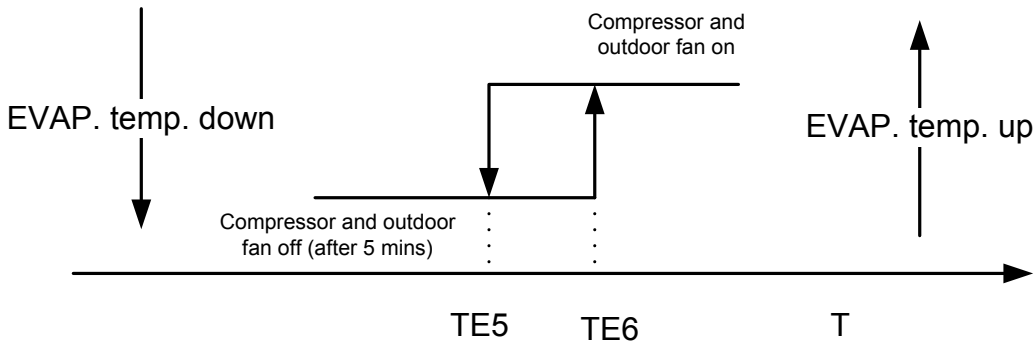 Compressor and
outdoor fan on
EVAP. temp. down
EVAP. temp. up
Compressor and outdoor
fan off (after 5 mins)
TE5
TE6
T